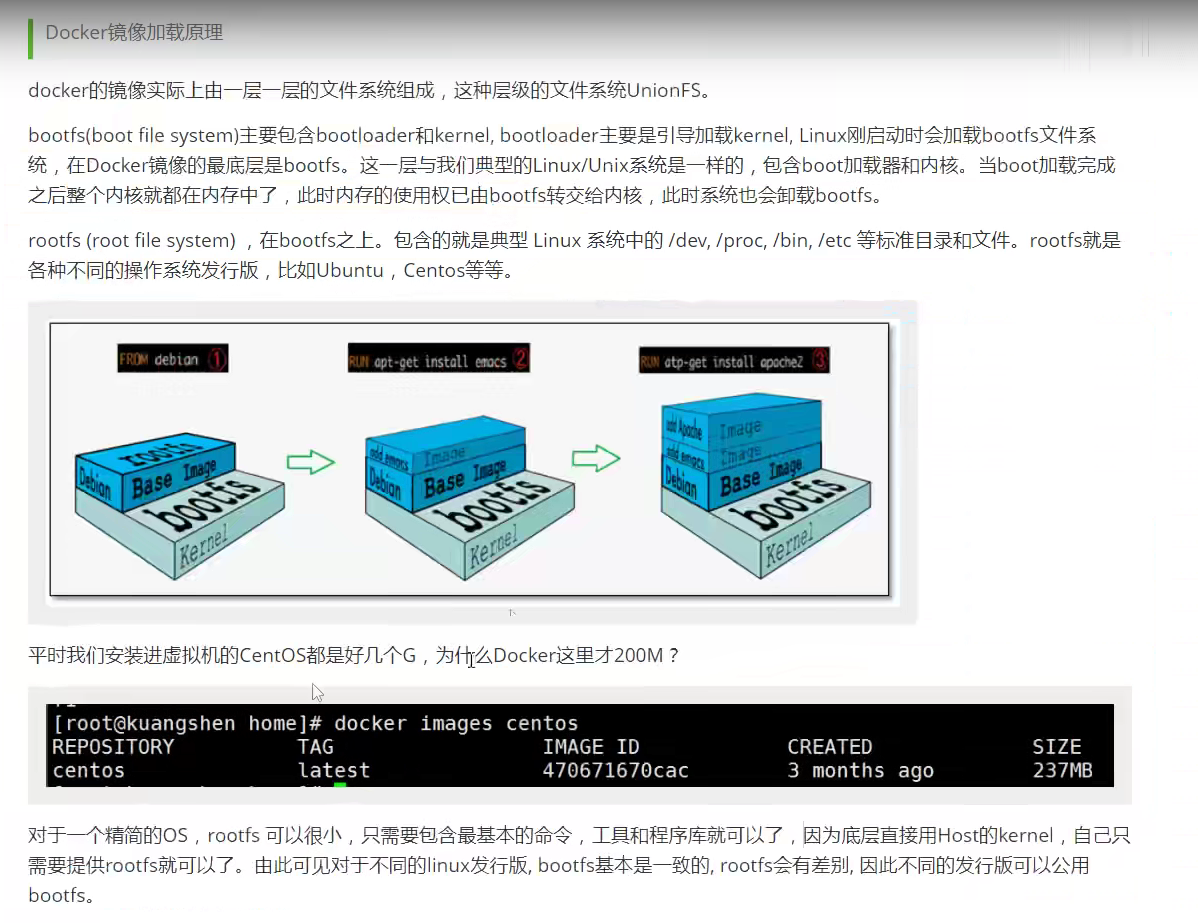 Docker镜像加载原理
docker的镜像实际上由一层一层的文件系统组成，这种层级的文件系统UnionFS。
bootfs(boot file system)主要包含bootloader和kernel, bootloader主要是引导加载kernel, Linux刚启动时会加载bootfs文件系
统，在Docker镜像的最底层是bootfs。这一层与我们典型的Linux/Unix系统是一样的，包含boot加载器和内核。当boot加载完成
之后整个内核就都在内存中了，此时内存的使用权已由bootfs转交给内核，此时系统也会卸载bootfs。
rootfs (root file system) ，在bootfs之上。包含的就是典型 Linux 系统中的 /dev, /proc, /bin, /etc 等标准目录和文件。rootfs就是
各种不同的操作系统发行版，比如Ubuntu，Centos等等。
FROM debian 1
rootfs
Debian Base Image
bootfs
Kernel
RUN apt-get install emacs 2
add emacs Image
Debian Base Image
bootfs
Kernel
RUN atp-get install apache2 3
add Apache Image
add emacs Image
Debian Base Image
bootfs
Kernel
平时我们安装进虚拟机的CentOS都是好几个G，为什么Docker这里才200M？
[root@kuangshen home]# docker images centos
REPOSITORY TAG IMAGE ID CREATED SIZE
centos latest 470671670cac 3 months ago 237MB
对于一个精简的OS，rootfs 可以很小，只需要包含最基本的命令，工具和程序库就可以了，因为底层直接用Host的kernel，自己只
需要提供rootfs就可以了。由此可见对于不同的linux发行版, bootfs基本是一致的, rootfs会有差别, 因此不同的发行版可以公用
bootfs。